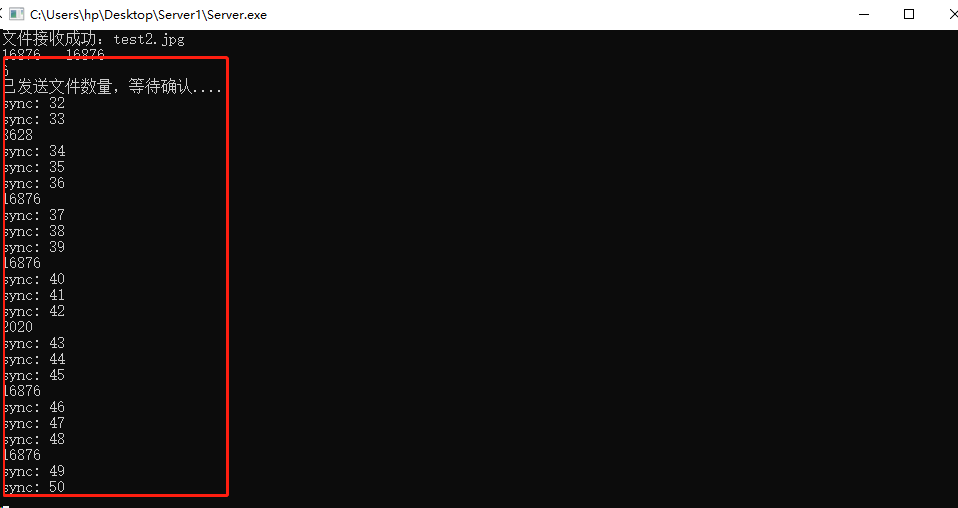 C:\Users\hp\Desktop\Server1\Server.exe
文件接收成功: test2.jpg
16876   16876
6
已发送文件数量, 等待确认....
sync: 32
sync: 33
8628
sync: 34
sync: 35
sync: 36
16876
sync: 37
sync: 38
sync: 39
16876
sync: 40
sync: 41
sync: 42
2020
sync: 43
sync: 44
sync: 45
16876
sync: 46
sync: 47
sync: 48
16876
sync: 49
sync: 50